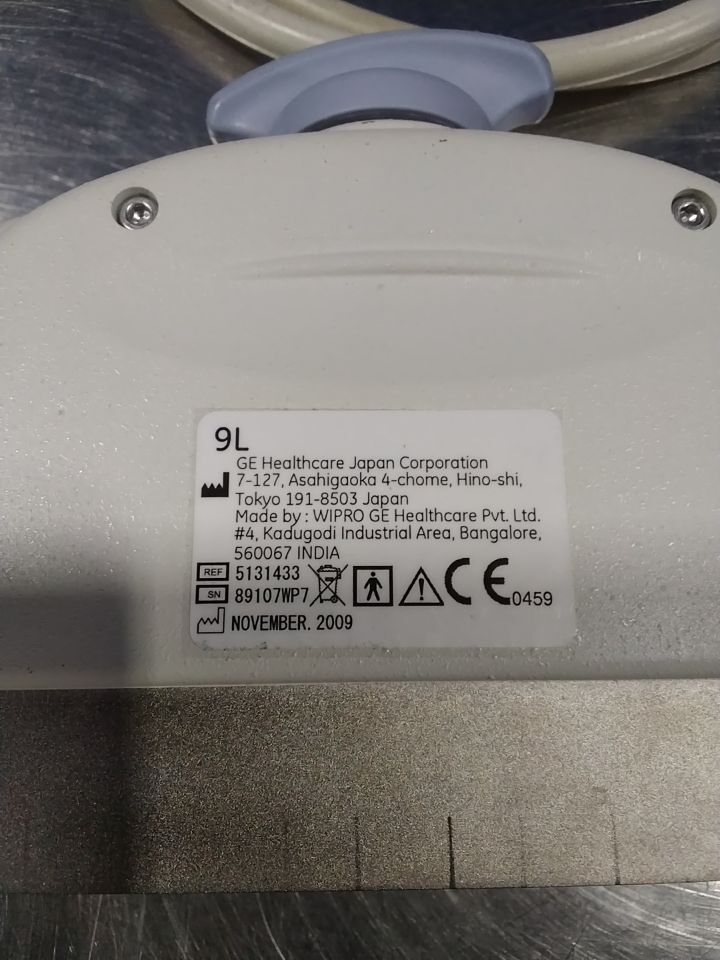 9L
GE Healthcare Japan Corporation
7-127, Asahigaoka 4-chome, Hino-shi,
Tokyo 191-8503 Japan
Made by : WIPRO GE Healthcare Pvt. Ltd.
#4, Kadugodi Industrial Area, Bangalore,
560067 INDIA
REF 5131433
SN 89107WP7
CE 0459
NOVEMBER. 2009